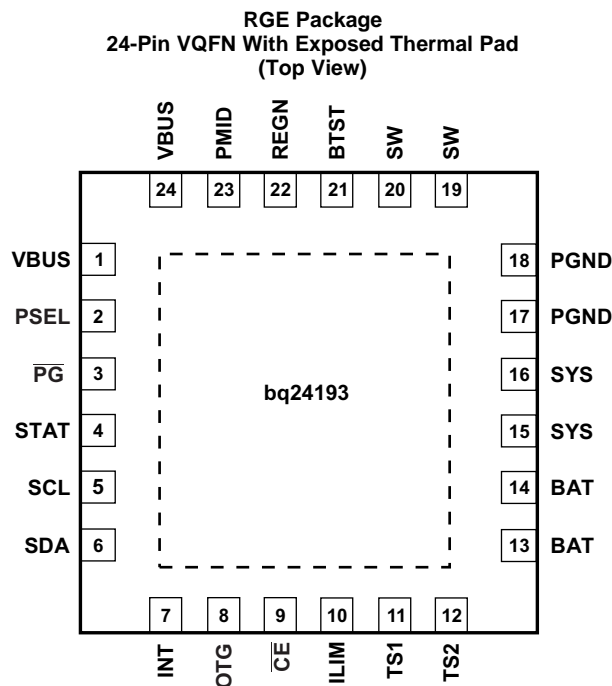 RGE Package
24-Pin VQFN With Exposed Thermal Pad
(Top View)
VBUS PMID REGN BTST SW SW
24 23 22 21 20 19
VBUS 1 18 PGND
PSEL 2 17 PGND
P̅G̅ 3 16 SYS
bq24193
STAT 4 15 SYS
SCL 5 14 BAT
SDA 6 13 BAT
7 8 9 10 11 12
INT OTG C̅E̅ ILIM TS1 TS2